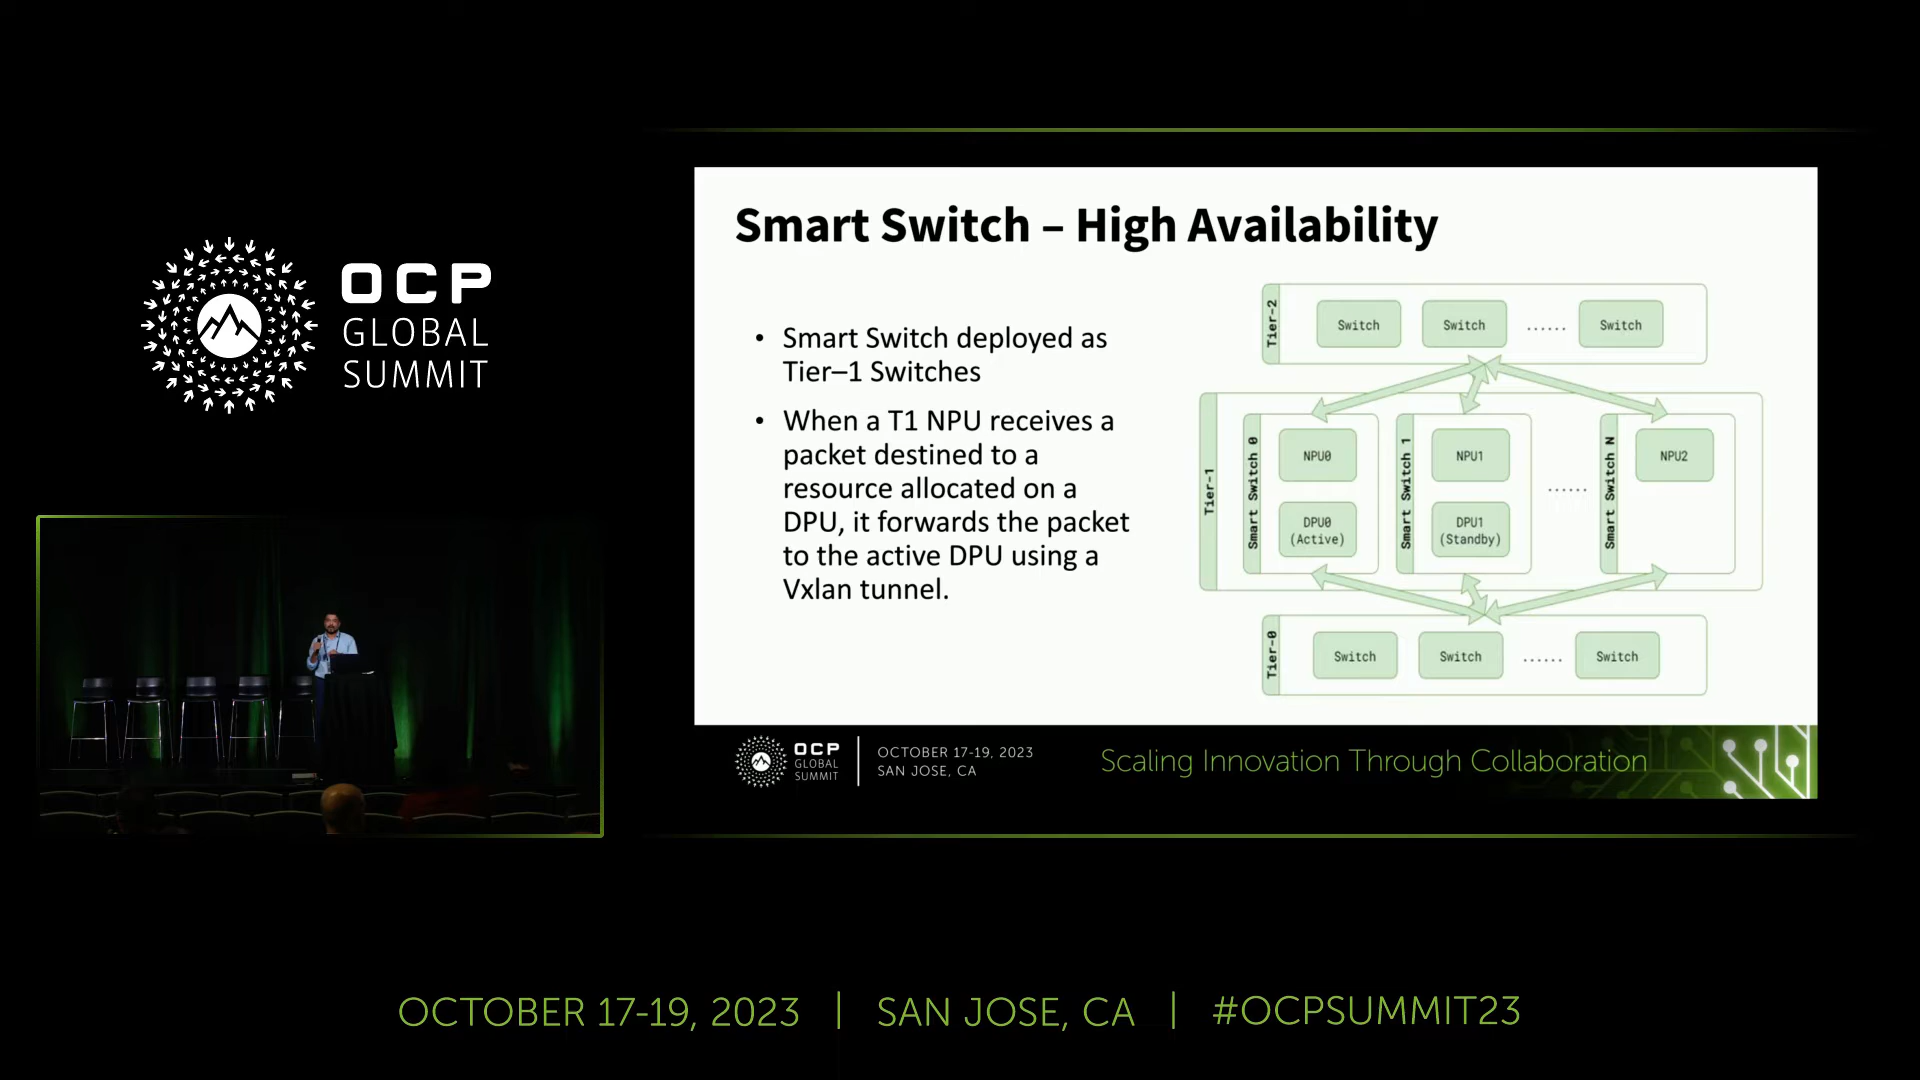 OCP
GLOBAL
SUMMIT
Smart Switch – High Availability
• Smart Switch deployed as
Tier–1 Switches
• When a T1 NPU receives a
packet destined to a
resource allocated on a
DPU, it forwards the packet
to the active DPU using a
Vxlan tunnel.
Tier-2
Switch
Switch
......
Switch
Tier-1
Smart Switch 0
NPU0
DPU0
(Active)
Smart Switch 1
NPU1
DPU1
(Standby)
......
Smart Switch N
NPU2
Tier-0
Switch
Switch
......
Switch
OCP
GLOBAL
SUMMIT
OCTOBER 17-19, 2023
SAN JOSE, CA
Scaling Innovation Through Collaboration
OCTOBER 17-19, 2023 | SAN JOSE, CA | #OCPSUMMIT23